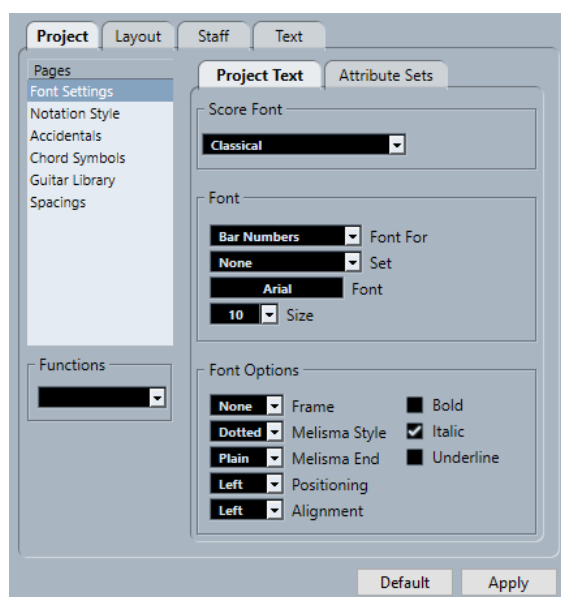 Project Layout Staff Text
Pages
Font Settings
Notation Style
Accidentals
Chord Symbols
Guitar Library
Spacings
Functions
Project Text Attribute Sets
Score Font
Classical
Font
Bar Numbers Font For
None Set
Arial Font
10 Size
Font Options
None Frame Bold
Dotted Melisma Style Italic
Plain Melisma End Underline
Left Positioning
Left Alignment
Default Apply